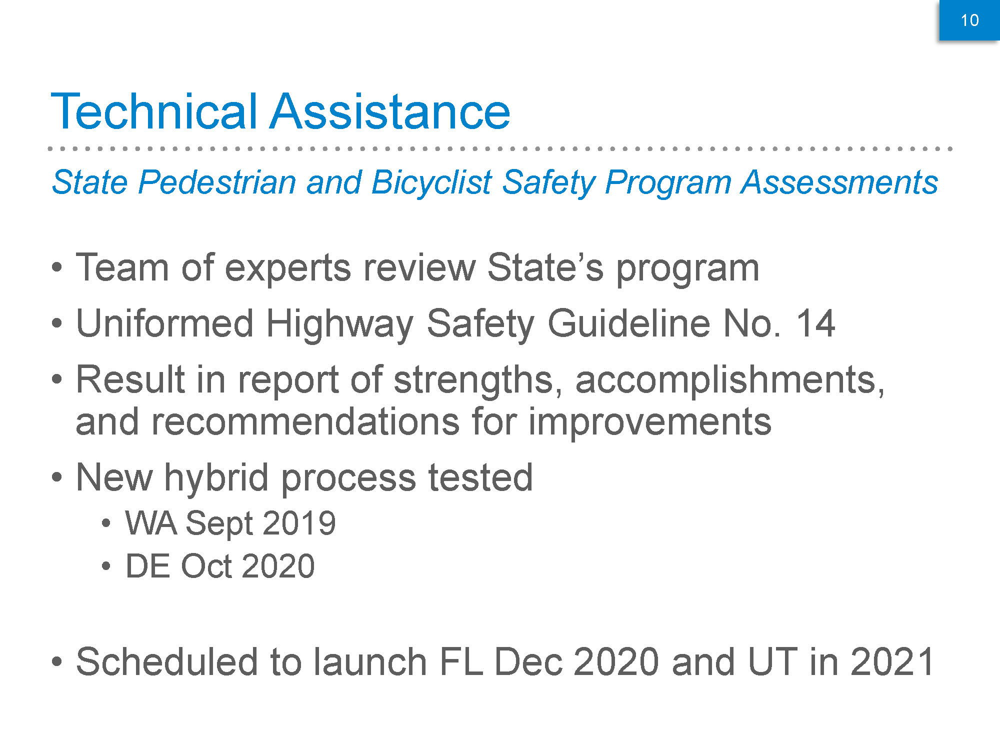 10
Technical Assistance
State Pedestrian and Bicyclist Safety Program Assessments
• Team of experts review State’s program
• Uniformed Highway Safety Guideline No. 14
• Result in report of strengths, accomplishments,
and recommendations for improvements
• New hybrid process tested
• WA Sept 2019
• DE Oct 2020
• Scheduled to launch FL Dec 2020 and UT in 2021